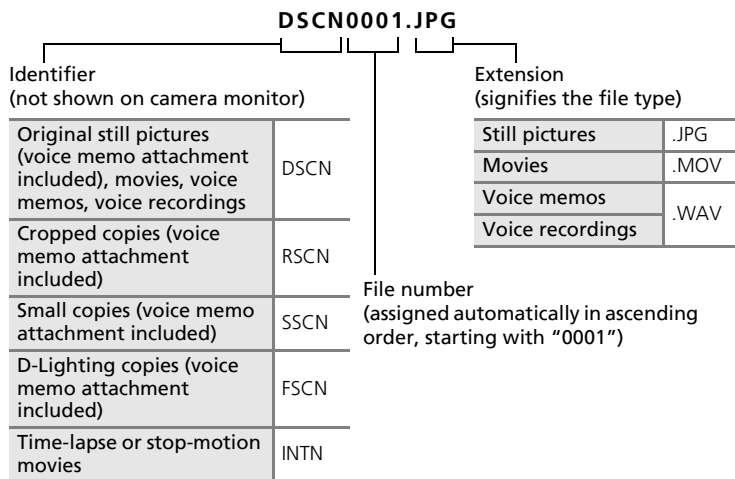 DSCN0001.JPG
Identifier
(not shown on camera monitor)
Original still pictures
(voice memo attachment
included), movies, voice
memos, voice recordings
DSCN
Cropped copies (voice
memo attachment
included)
RSCN
Small copies (voice memo
attachment included)
SSCN
D-Lighting copies (voice
memo attachment
included)
FSCN
Time-lapse or stop-motion
movies
INTN
File number
(assigned automatically in ascending
order, starting with “0001”)
Extension
(signifies the file type)
Still pictures
.JPG
Movies
.MOV
Voice memos
Voice recordings
.WAV